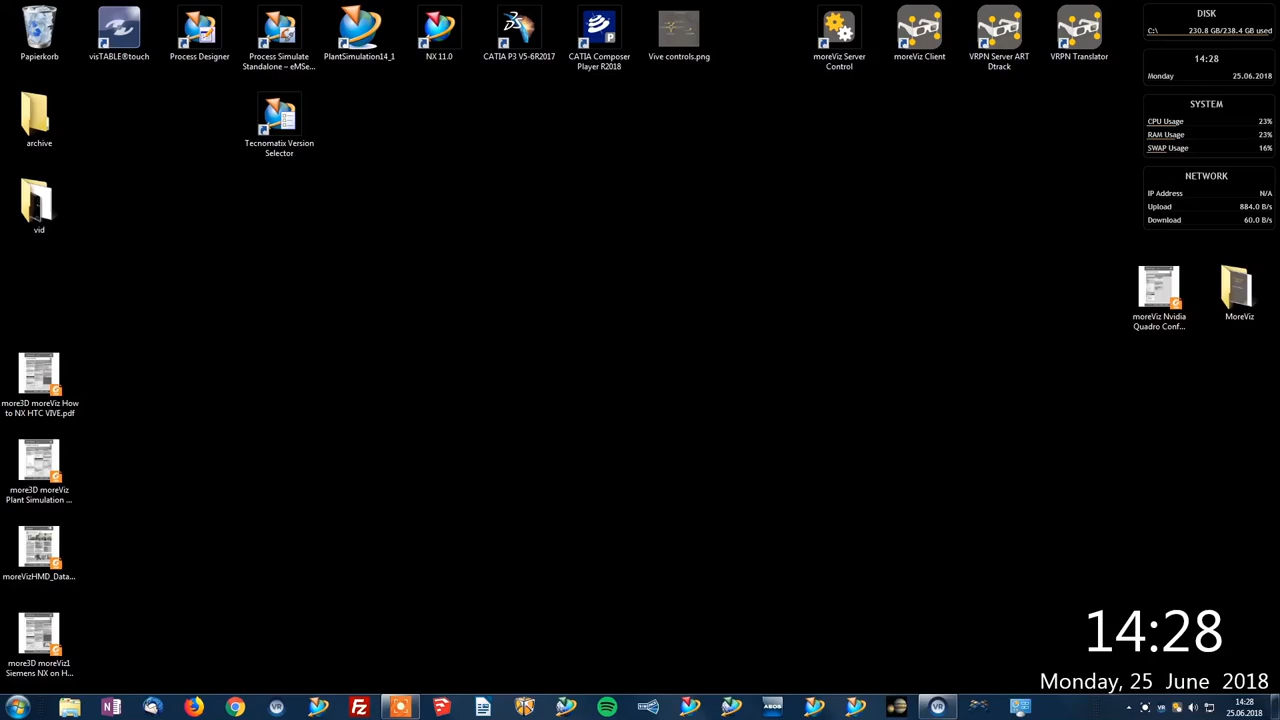 Papierkorb
visTABLE®touch
Process Designer
Process Simulate
Standalone – eMSe...
PlantSimulation14_1
NX 11.0
CATIA P3 V5-6R2017
CATIA Composer
Player R2018
Vive controls.png
moreViz Server
Control
moreViz Client
VRPN Server ART
Dtrack
VRPN Translator
DISK
C:\ 230.8 GB/238.4 GB used
14:28
Monday 25.06.2018
SYSTEM
CPU Usage 23%
RAM Usage 23%
SWAP Usage 16%
NETWORK
IP Address N/A
Upload 884.0 B/s
Download 60.0 B/s
archive
Tecnomatix Version
Selector
vid
moreViz Nvidia
Quadro Conf...
MoreViz
more3D moreViz How
to NX HTC VIVE.pdf
more3D moreViz
Plant Simulation ...
moreVizHMD_Data...
more3D moreViz1
Siemens NX on H...
14:28
Monday, 25 June 2018
14:28
25.06.2018